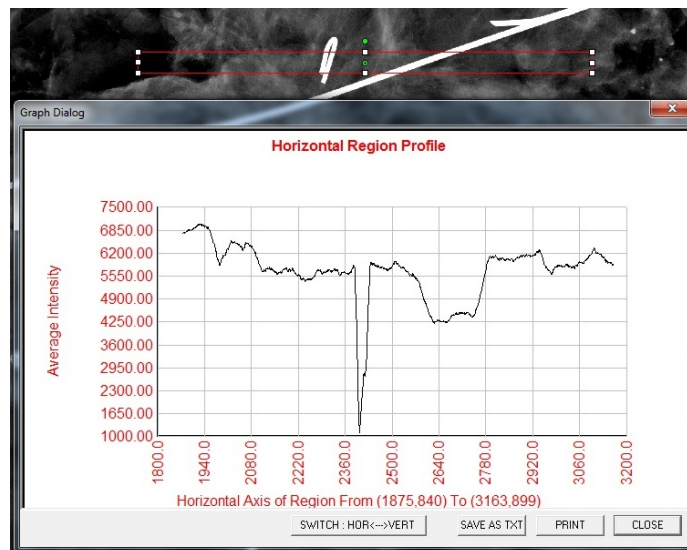 Graph Dialog
x
Horizontal Region Profile
7500.00
6850.00
6200.00
5550.00
4900.00
4250.00
3600.00
2950.00
2300.00
1650.00
1000.00
Average Intensity
1800.0
1940.0
2080.0
2220.0
2360.0
2500.0
2640.0
2780.0
2920.0
3060.0
3200.0
Horizontal Axis of Region From (1875,840) To (3163,899)
SWITCH : HOR<--->VERT
SAVE AS TXT
PRINT
CLOSE